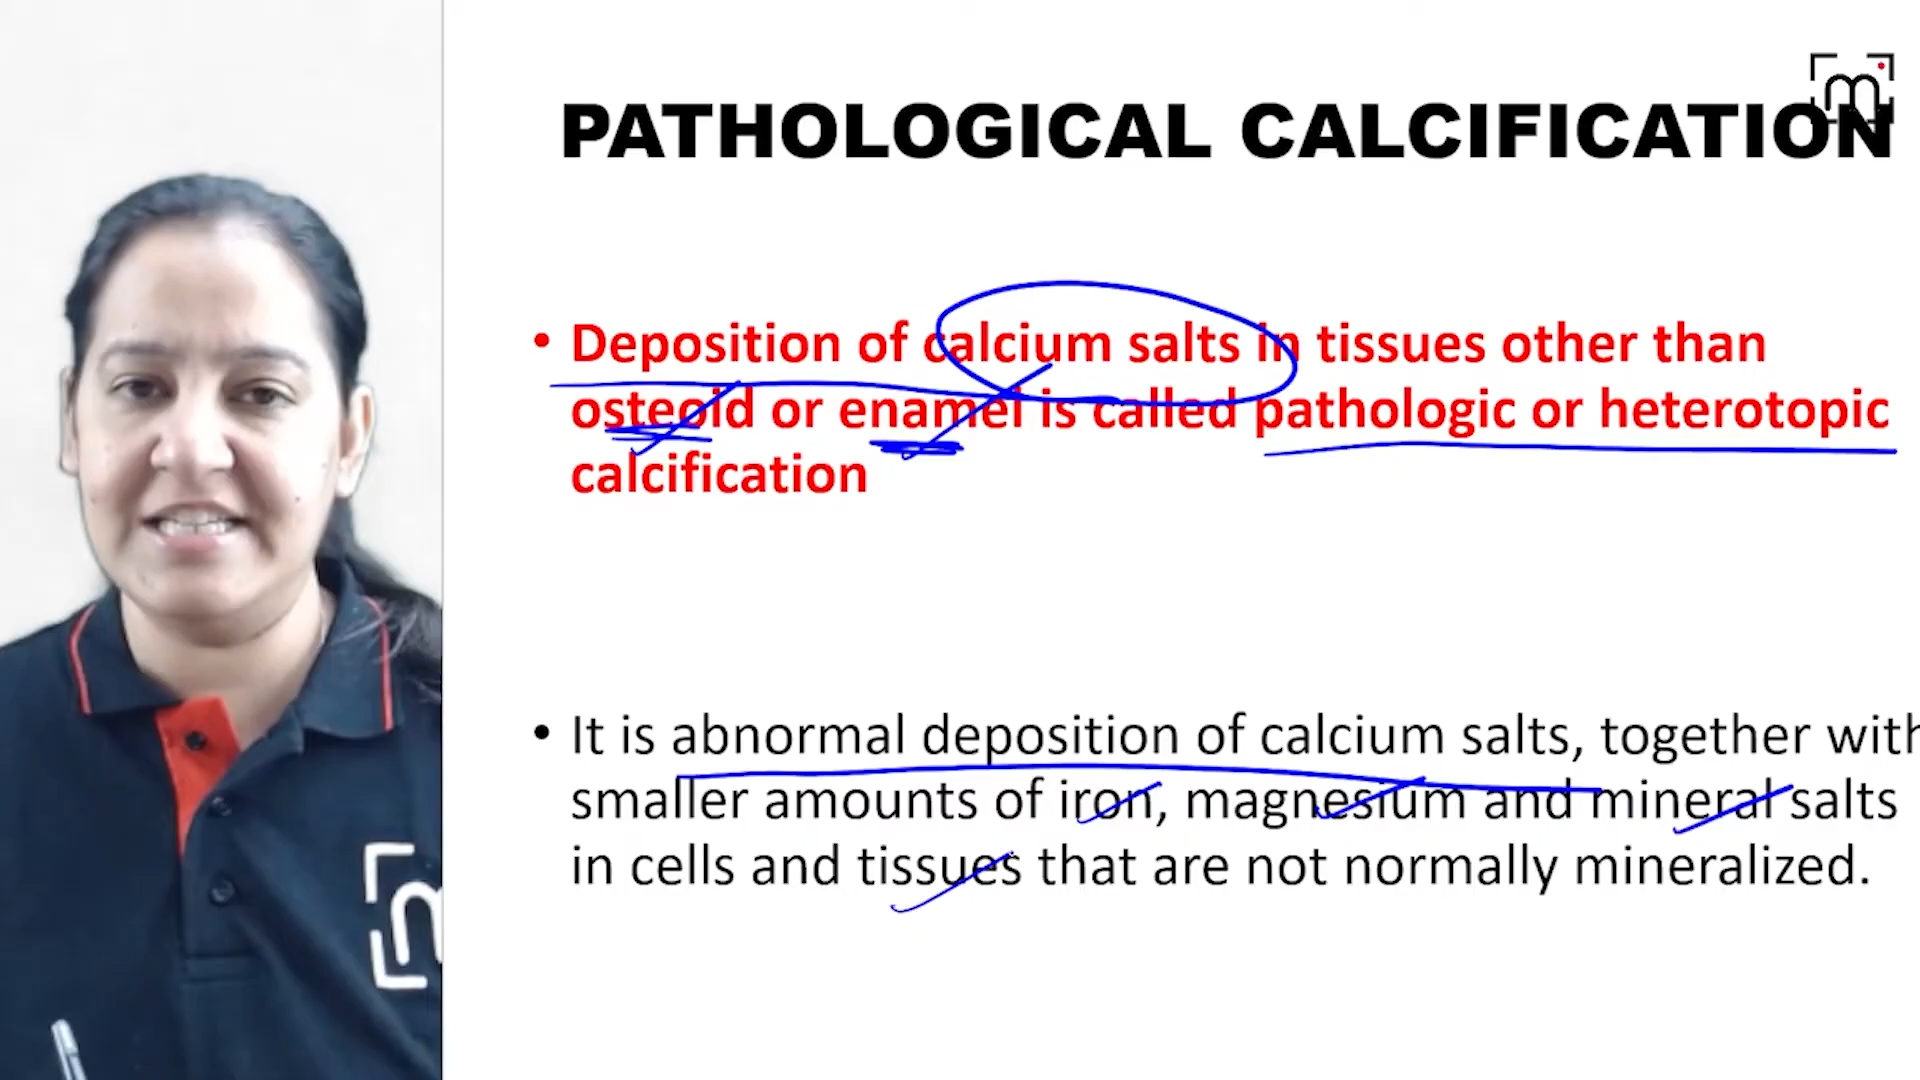 PATHOLOGICAL CALCIFICATION
• Deposition of calcium salts in tissues other than
osteoid or enamel is called pathologic or heterotopic
calcification
• It is abnormal deposition of calcium salts, together with
smaller amounts of iron, magnesium and mineral salts
in cells and tissues that are not normally mineralized.
m
m